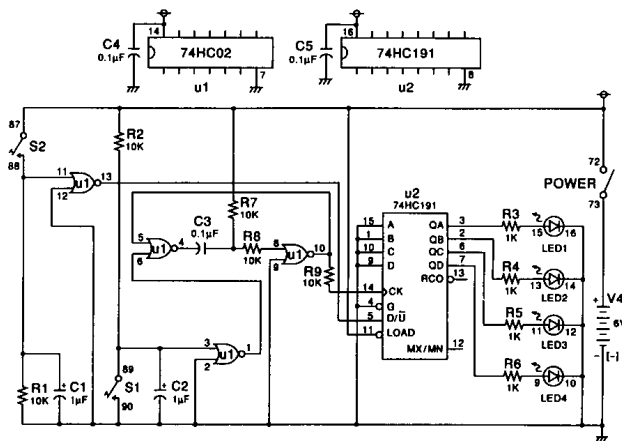 C4
0.1µF
14
74HC02
7
u1
C5
0.1µF
16
74HC191
8
u2
87
S2
88
R2
10K
11
12
u1
13
R7
10K
5
6
u1
4
C3
0.1µF
R8
10K
8
9
u1
10
R9
10K
u2
74HC191
15
1
10
9
14
4
5
11
A
B
C
D
CK
G
D/U̅
LOAD
QA
QB
QC
QD
RCO
MX/MN
3
2
6
7
13
12
R3
1K
15
16
LED1
R4
1K
13
14
LED2
R5
1K
11
12
LED3
R6
1K
9
10
LED4
72
POWER
73
V4
6V
+
-
[-]
R1
10K
C1
1µF
+
89
S1
90
C2
1µF
+
3
2
u1
1